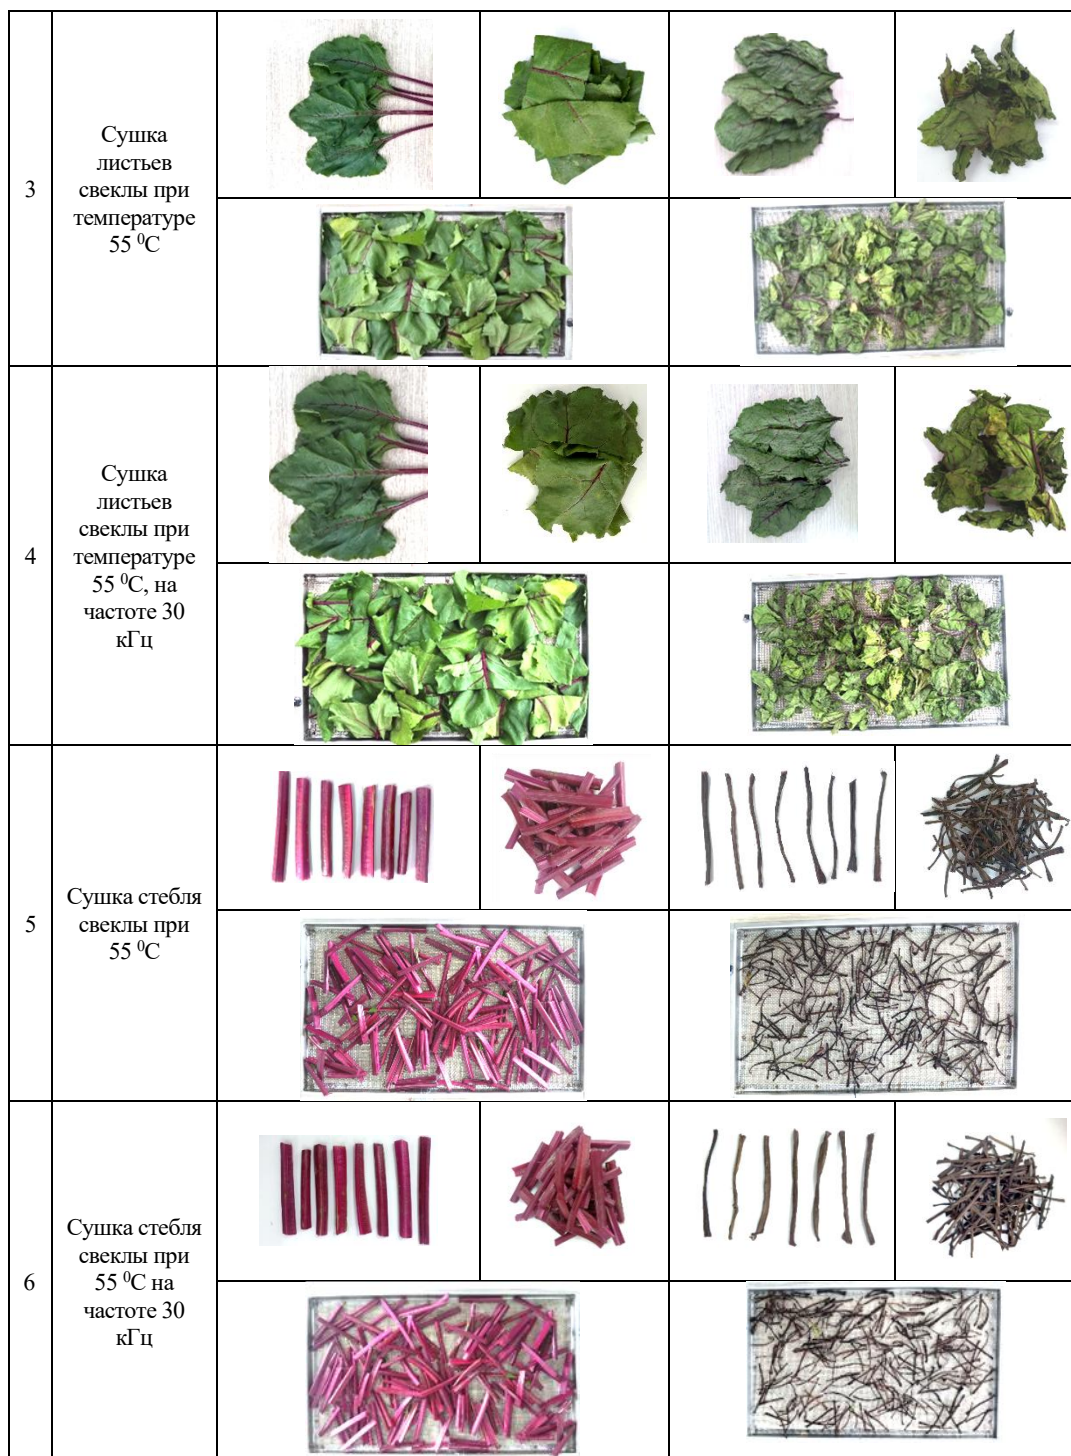 3
Сушка
листьев
свеклы при
температуре
55 ⁰С
4
Сушка
листьев
свеклы при
температуре
55 ⁰С, на
частоте 30
кГц
5
Сушка стебля
свеклы при
55 ⁰С
6
Сушка стебля
свеклы при
55 ⁰С на
частоте 30
кГц